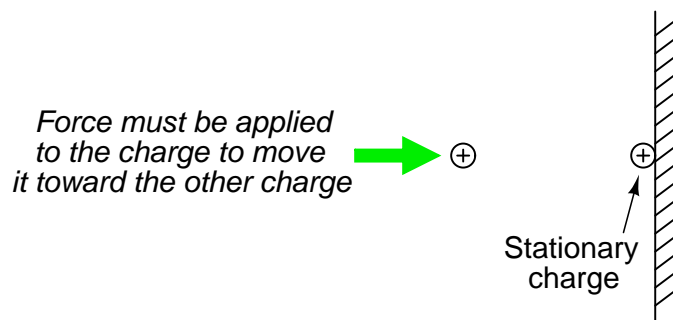 Force must be applied
to the charge to move
it toward the other charge
+
+
Stationary
charge